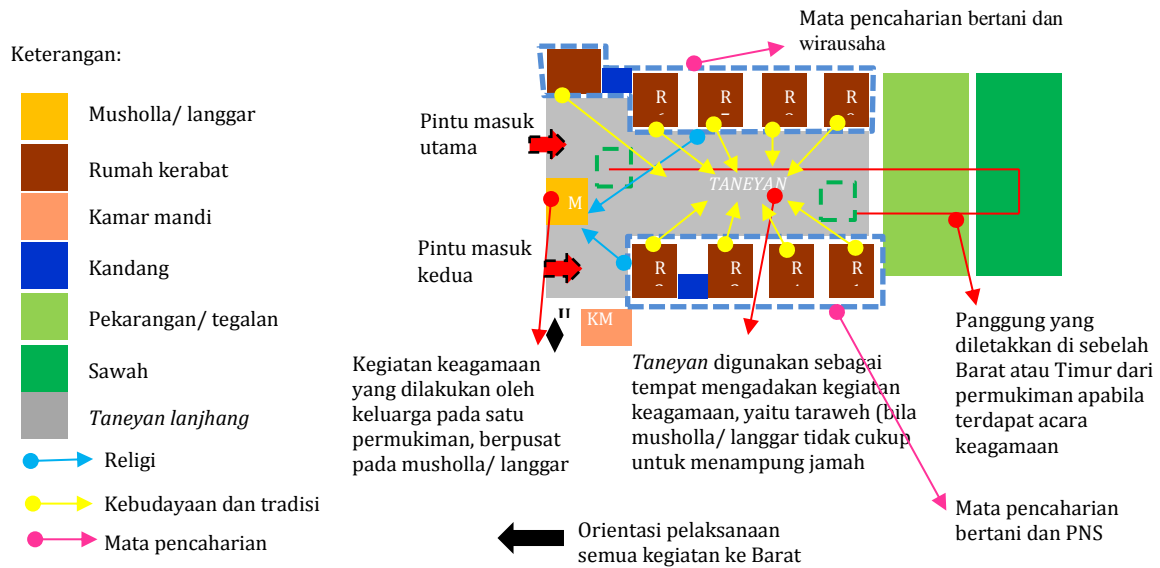 Keterangan:
Musholla/ langgar
Rumah kerabat
Kamar mandi
Kandang
Pekarangan/ tegalan
Sawah
Taneyan lanjhang
Religi
Kebudayaan dan tradisi
Mata pencaharian
Mata pencaharian bertani dan
wirausaha
Pintu masuk
utama
Pintu masuk
kedua
R
R
R
R
TANEYAN
M
R
R
R
R
KM
Kegiatan keagamaan
yang dilakukan oleh
keluarga pada satu
permukiman, berpusat
pada musholla/ langgar
Taneyan digunakan sebagai
tempat mengadakan kegiatan
keagamaan, yaitu taraweh (bila
musholla/ langgar tidak cukup
untuk menampung jamah
Panggung yang
diletakkan di sebelah
Barat atau Timur dari
permukiman apabila
terdapat acara
keagamaan
Mata pencaharian
bertani dan PNS
Orientasi pelaksanaan
semua kegiatan ke Barat